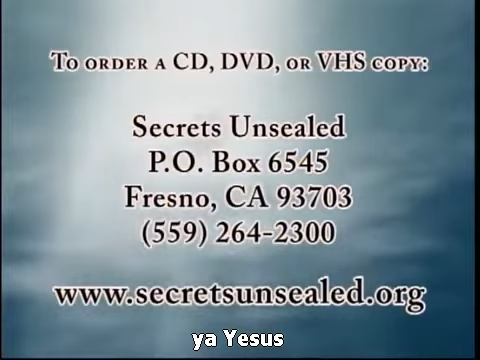 To order a CD, DVD, or VHS copy:
Secrets Unsealed
P.O. Box 6545
Fresno, CA 93703
(559) 264-2300
www.secretsunsealed.org
ya Yesus